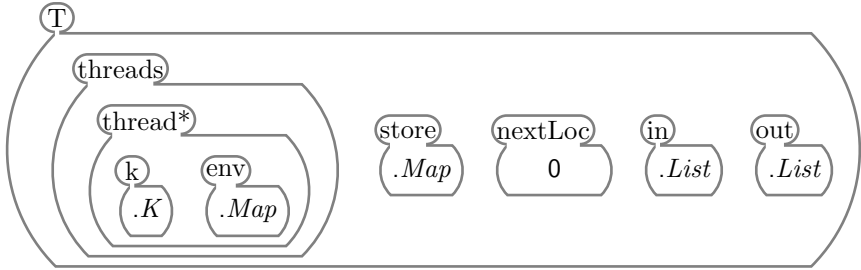 T
threads
thread*
k env
.K .Map
store nextLoc in out
.Map 0 .List .List